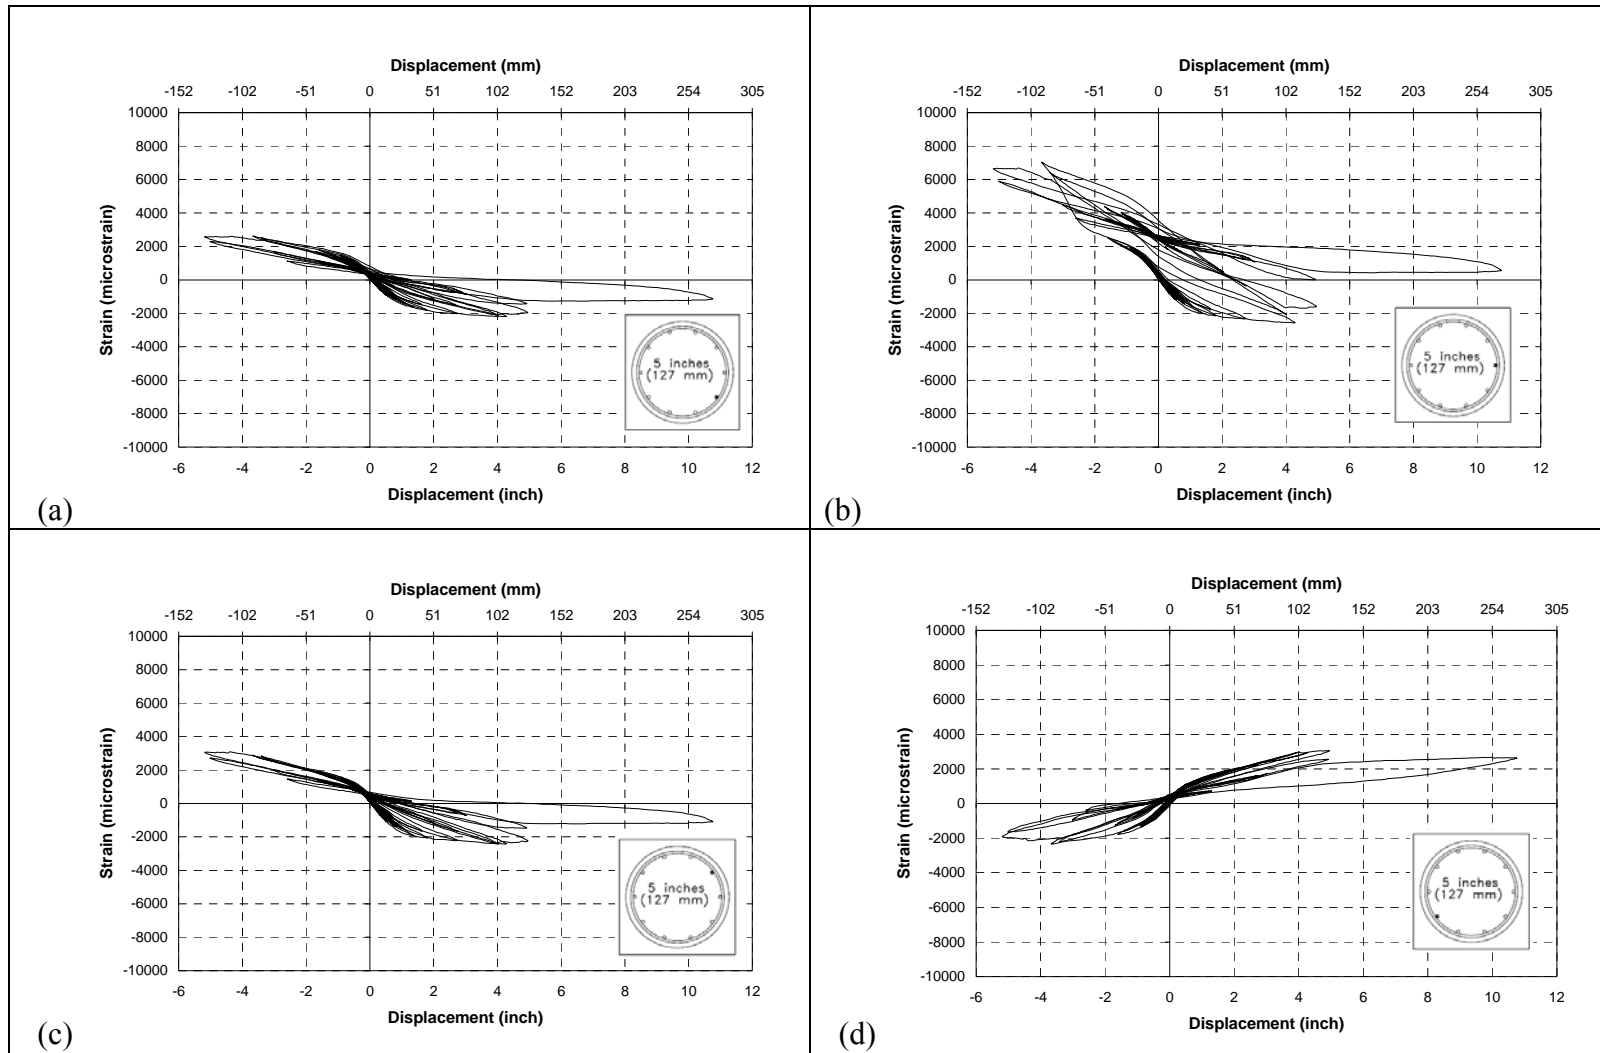 Displacement (mm)
-152 -102 -51 0 51 102 152 203 254 305
10000
8000
6000
4000
2000
0
-2000
-4000
-6000
-8000
-10000
Strain (microstrain)
5 inches
(127 mm)
-6 -4 -2 0 2 4 6 8 10 12
Displacement (inch)
(a)
Displacement (mm)
-152 -102 -51 0 51 102 152 203 254 305
10000
8000
6000
4000
2000
0
-2000
-4000
-6000
-8000
-10000
Strain (microstrain)
5 inches
(127 mm)
-6 -4 -2 0 2 4 6 8 10 12
Displacement (inch)
(b)
Displacement (mm)
-152 -102 -51 0 51 102 152 203 254 305
10000
8000
6000
4000
2000
0
-2000
-4000
-6000
-8000
-10000
Strain (microstrain)
5 inches
(127 mm)
-6 -4 -2 0 2 4 6 8 10 12
Displacement (inch)
(c)
Displacement (mm)
-152 -102 -51 0 51 102 152 203 254 305
10000
8000
6000
4000
2000
0
-2000
-4000
-6000
-8000
-10000
Strain (microstrain)
5 inches
(127 mm)
-6 -4 -2 0 2 4 6 8 10 12
Displacement (inch)
(d)